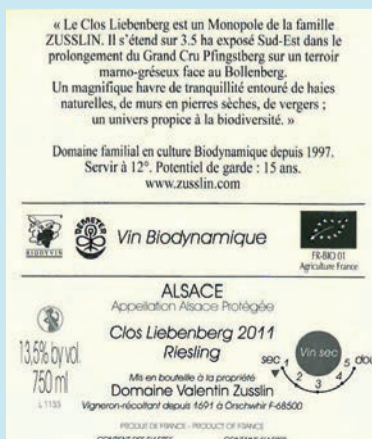 « Le Clos Liebenberg est un Monopole de la famille
ZUSSLIN. Il s'étend sur 3.5 ha exposé Sud-Est dans le
prolongement du Grand Cru Pfingstberg sur un terroir
marno-gréseux face au Bollenberg.
Un magnifique havre de tranquillité entouré de haies
naturelles, de murs en pierres sèches, de vergers ;
un univers propice à la biodiversité. »
Domaine familial en culture Biodynamique depuis 1997.
Servir à 12°. Potentiel de garde : 15 ans.
www.zusslin.com
BIODYVIN
DEMETER
Vin Biodynamique
FR-BIO 01
Agriculture France
ALSACE
Appellation Alsace Protégée
Clos Liebenberg 2011
Riesling
13,5% by vol.
750 ml
L1135
sec 1 2 3 4 5 doux
Vin sec
Mis en bouteille à la propriété
Domaine Valentin Zusslin
Vigneron-récoltant depuis 1691 à Orschwihr F-68500
PRODUIT DE FRANCE - PRODUCT OF FRANCE